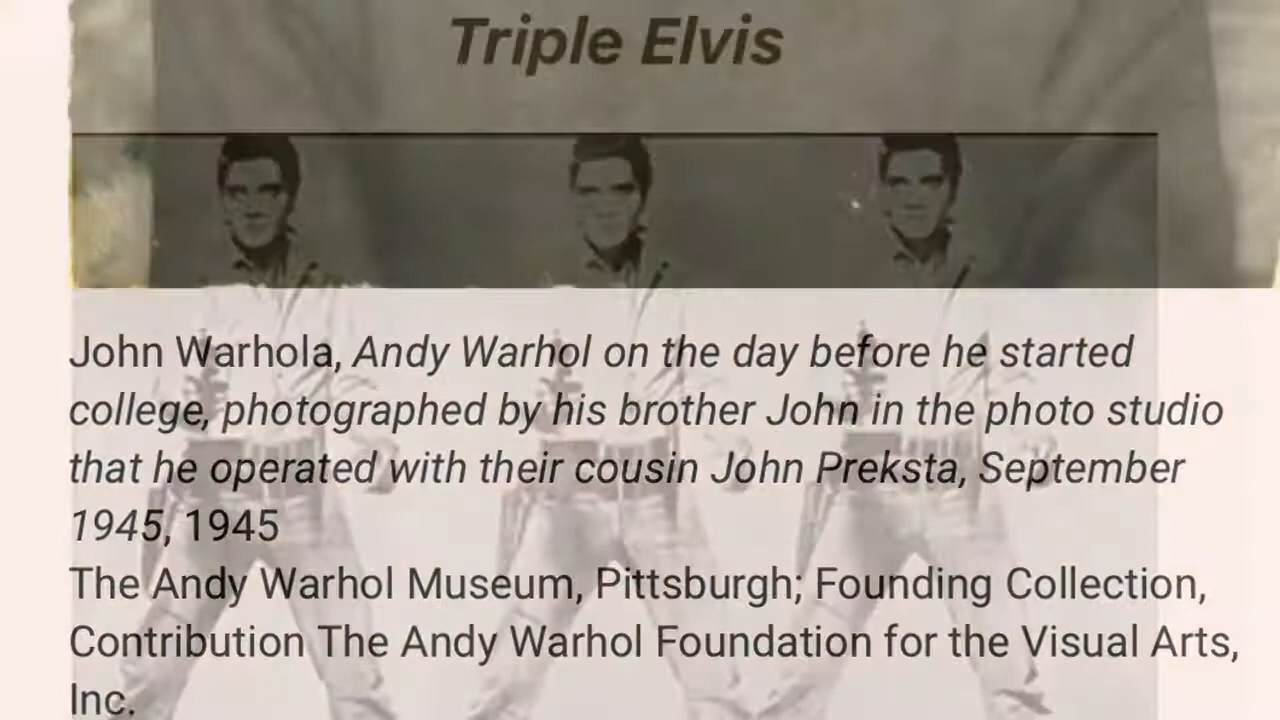 Triple Elvis
John Warhola, Andy Warhol on the day before he started
college, photographed by his brother John in the photo studio
that he operated with their cousin John Preksta, September
1945, 1945
The Andy Warhol Museum, Pittsburgh; Founding Collection,
Contribution The Andy Warhol Foundation for the Visual Arts,
Inc.